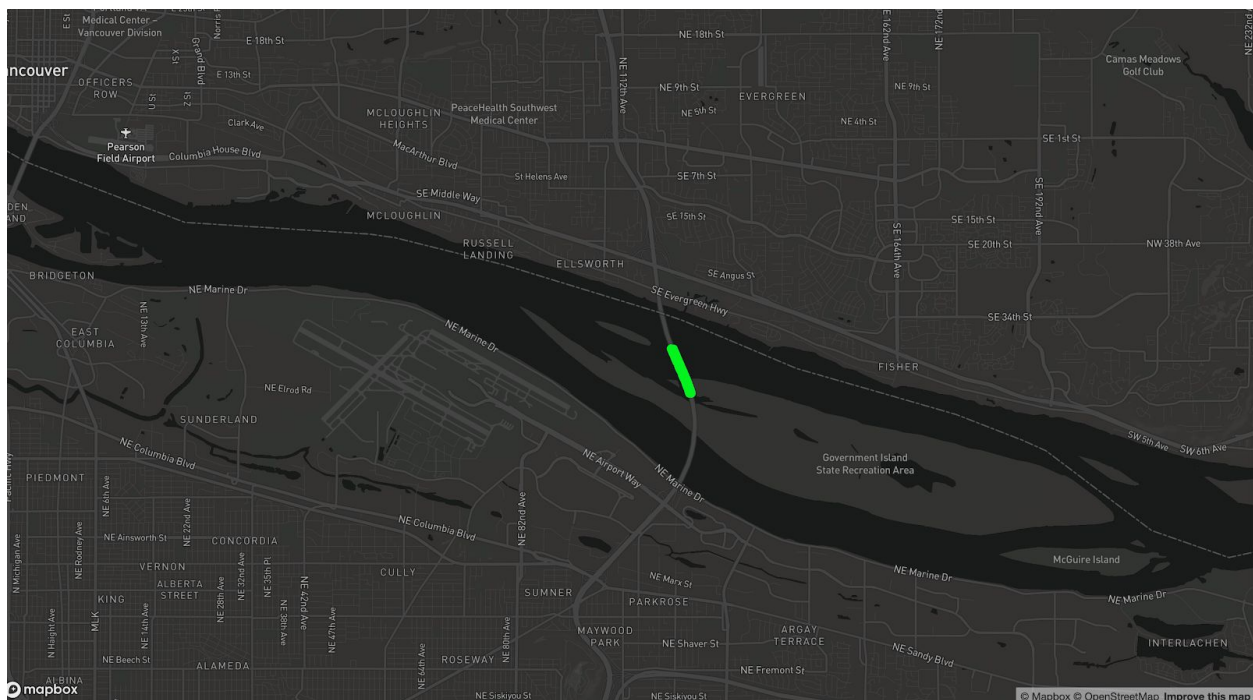 Medical Center –
Vancouver Division
E St
E 18th St
Grand Blvd
X St
E 13th St
ncouver
OFFICERS
ROW
U St
Z St
Pearson
Field Airport
Clark Ave
Columbia House Blvd
MCLOUGHLIN
HEIGHTS
MacArthur Blvd
PeaceHealth Southwest
Medical Center
St Helens Ave
SE Middle Way
MCLOUGHLIN
RUSSELL
LANDING
ELLSWORTH
NE 112th Ave
NE 18th St
NE 9th St
NE 5th St
EVERGREEN
NE 4th St
NE 9th St
NE 162nd Ave
NE 172nd
Camas Meadows
Golf Club
NE 232nd
SE 1st St
SE 7th St
SE 15th St
SE 15th St
SE 20th St
SE 192nd Ave
NW 38th Ave
SE 164th Ave
SE Angus St
SE Evergreen Hwy
SE 34th St
FISHER
SW 5th Ave
SW 6th Ave
BRIDGETON
NE Marine Dr
NE 13th Ave
EAST
COLUMBIA
NE Marine Dr
NE Elrod Rd
SUNDERLAND
NE Columbia Blvd
NE Airport Way
NE Marine Dr
Government Island
State Recreation Area
PIEDMONT
NE 6th Ave
NE 22nd Ave
NE 82nd Ave
NE Columbia Blvd
NE Ainsworth St
CONCORDIA
N Michigan Ave
NE Rodney Ave
VERNON
ALBERTA
STREET
NE 28th Ave
NE 32nd Ave
NE 35th Pl
NE 38th Ave
NE 42nd Ave
NE 47th Ave
CULLY
SUMNER
NE Marx St
PARKROSE
NE Marine Dr
McGuire Island
NE Marine Dr
KING
MLK
N Haight Ave
NE 14th Ave
NE Beech St
ALAMEDA
NE 64th Ave
ROSEWAY
NE 80th Ave
MAYWOOD
PARK
NE Shaver St
ARGAY
TERRACE
NE Sandy Blvd
NE Fremont St
INTERLACHEN
ALBINA
NE Siskiyou St
NE Siskiyou St
mapbox
© Mapbox © OpenStreetMap Improve this map